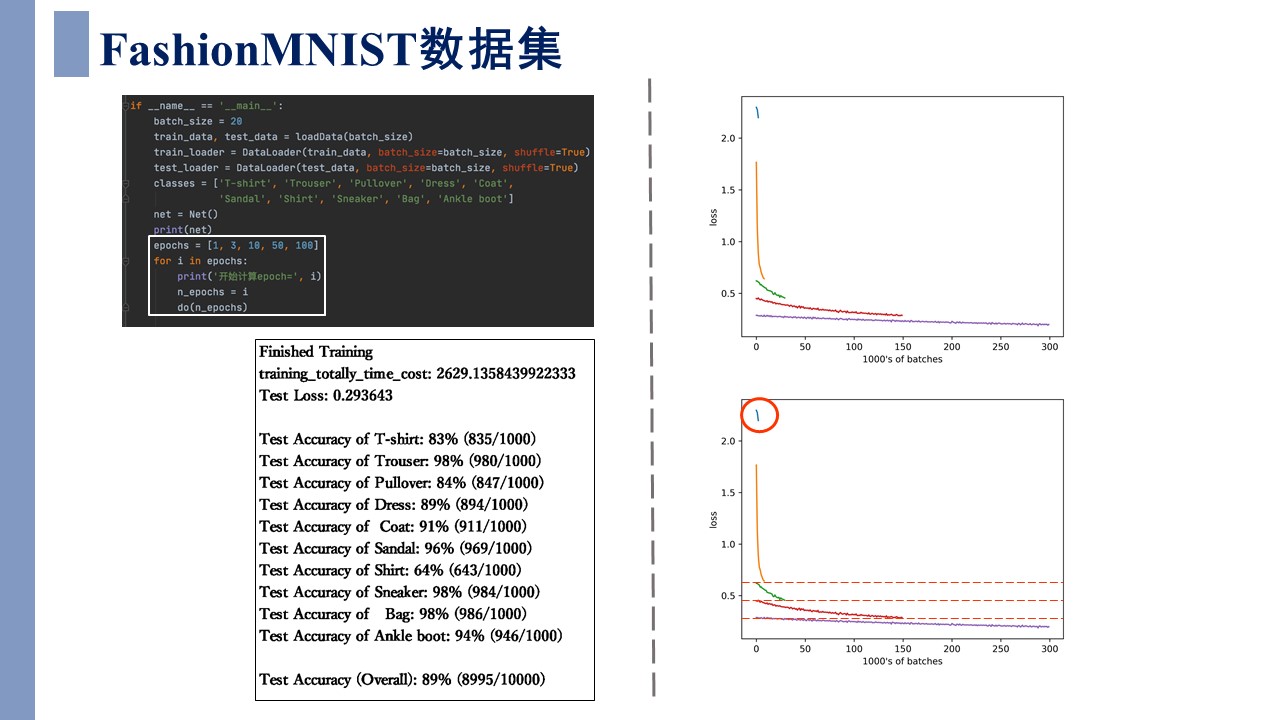 FashionMNIST数据集
if __name__ == '__main__':
batch_size = 20
train_data, test_data = loadData(batch_size)
train_loader = DataLoader(train_data, batch_size=batch_size, shuffle=True)
test_loader = DataLoader(test_data, batch_size=batch_size, shuffle=True)
classes = ['T-shirt', 'Trouser', 'Pullover', 'Dress', 'Coat',
'Sandal', 'Shirt', 'Sneaker', 'Bag', 'Ankle boot']
net = Net()
print(net)
epochs = [1, 3, 10, 50, 100]
for i in epochs:
print('开始计算epoch=', i)
n_epochs = i
do(n_epochs)
Finished Training
training_totally_time_cost: 2629.1358439922333
Test Loss: 0.293643
Test Accuracy of T-shirt: 83% (835/1000)
Test Accuracy of Trouser: 98% (980/1000)
Test Accuracy of Pullover: 84% (847/1000)
Test Accuracy of Dress: 89% (894/1000)
Test Accuracy of  Coat: 91% (911/1000)
Test Accuracy of Sandal: 96% (969/1000)
Test Accuracy of Shirt: 64% (643/1000)
Test Accuracy of Sneaker: 98% (984/1000)
Test Accuracy of   Bag: 98% (986/1000)
Test Accuracy of Ankle boot: 94% (946/1000)
Test Accuracy (Overall): 89% (8995/10000)
2.0
1.5
1.0
0.5
loss
0 50 100 150 200 250 300
1000's of batches
2.0
1.5
1.0
0.5
loss
0 50 100 150 200 250 300
1000's of batches